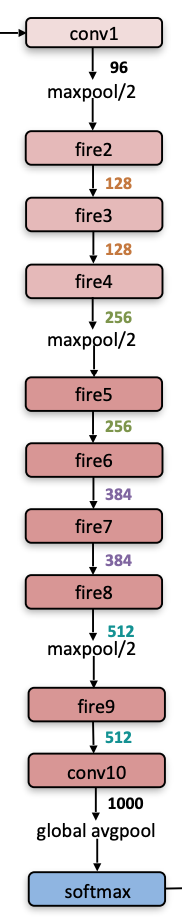 conv1
96
maxpool/2
fire2
128
fire3
128
fire4
256
maxpool/2
fire5
256
fire6
384
fire7
384
fire8
512
maxpool/2
fire9
512
conv10
1000
global avgpool
softmax